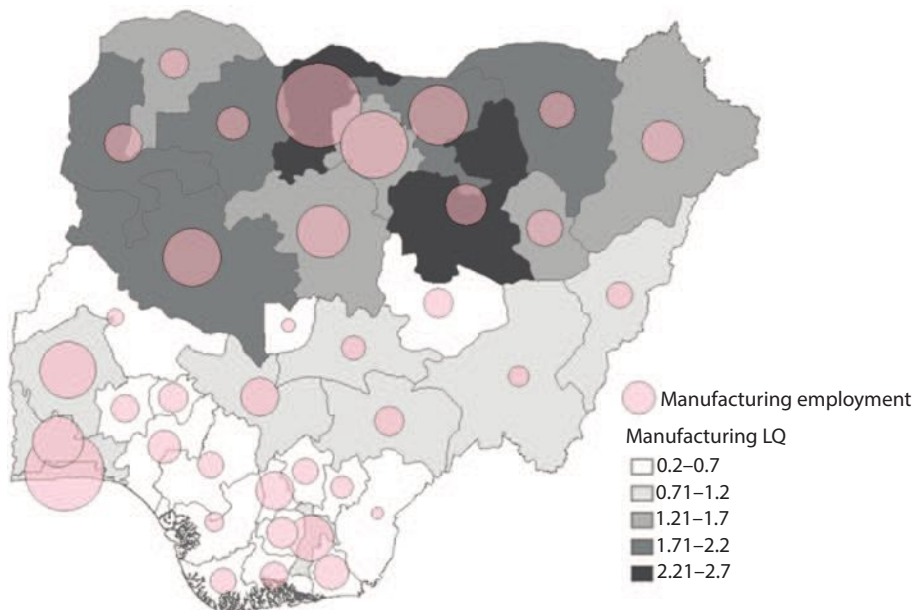 Manufacturing employment
Manufacturing LQ
0.2–0.7
0.71–1.2
1.21–1.7
1.71–2.2
2.21–2.7